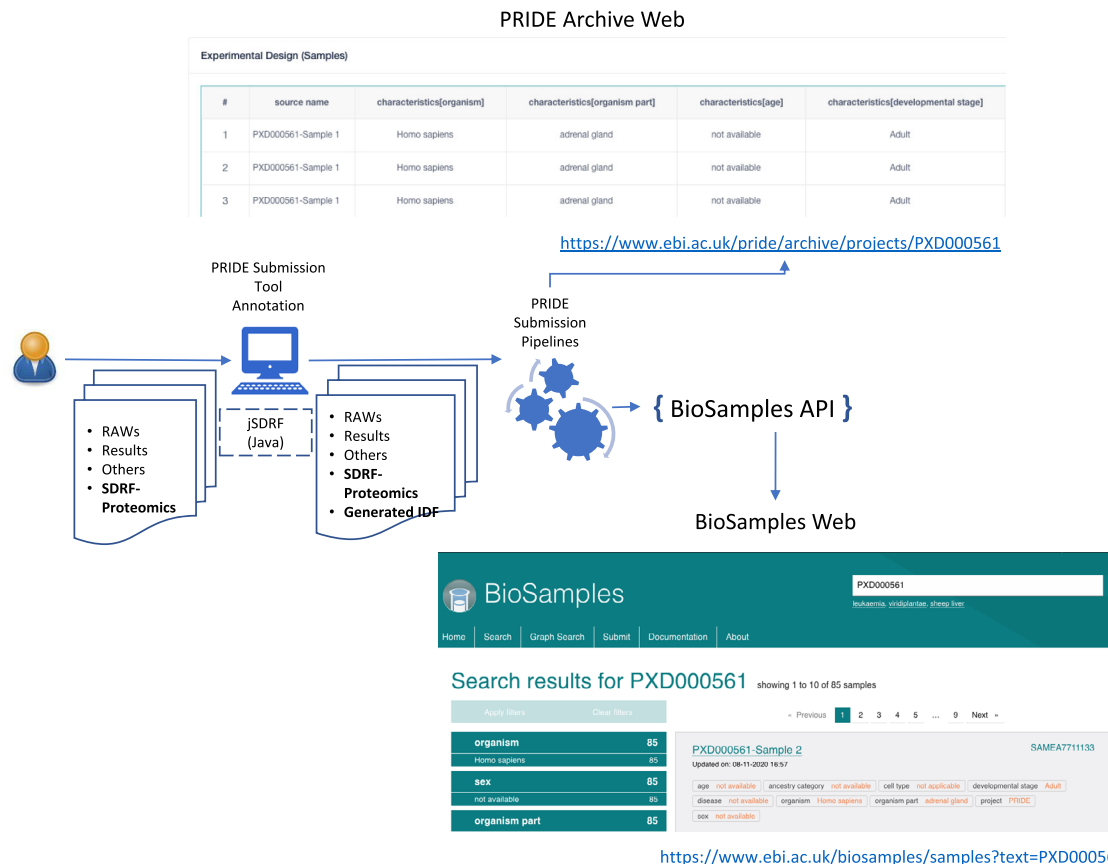 PRIDE Archive Web
Experimental Design (Samples)
# source name characteristics[organism] characteristics[organism part] characteristics[age] characteristics[developmental stage]
1 PXD000561-Sample 1 Homo sapiens adrenal gland not available Adult
2 PXD000561-Sample 1 Homo sapiens adrenal gland not available Adult
3 PXD000561-Sample 1 Homo sapiens adrenal gland not available Adult
https://www.ebi.ac.uk/pride/archive/projects/PXD000561
PRIDE Submission
Tool
Annotation
PRIDE
Submission
Pipelines
• RAWs
• Results
• Others
• SDRF-
Proteomics
jSDRF
(Java)
• RAWs
• Results
• Others
• SDRF-
Proteomics
• Generated IDF
{ BioSamples API }
BioSamples Web
BioSamples
PXD000561
leukaemia, viridiplantae, sheep liver
Home Search Graph Search Submit Documentation About
Search results for PXD000561 showing 1 to 10 of 85 samples
Apply filters Clear filters
« Previous 1 2 3 4 5 ... 9 Next »
organism 85
Homo sapiens 85
sex 85
not available 85
organism part 85
PXD000561-Sample 2 SAMEA7711133
Updated on: 08-11-2020 16:57
age not available ancestry category not available cell type not applicable developmental stage Adult
disease not available organism Homo sapiens organism part adrenal gland project PRIDE
sex not available
https://www.ebi.ac.uk/biosamples/samples?text=PXD00056